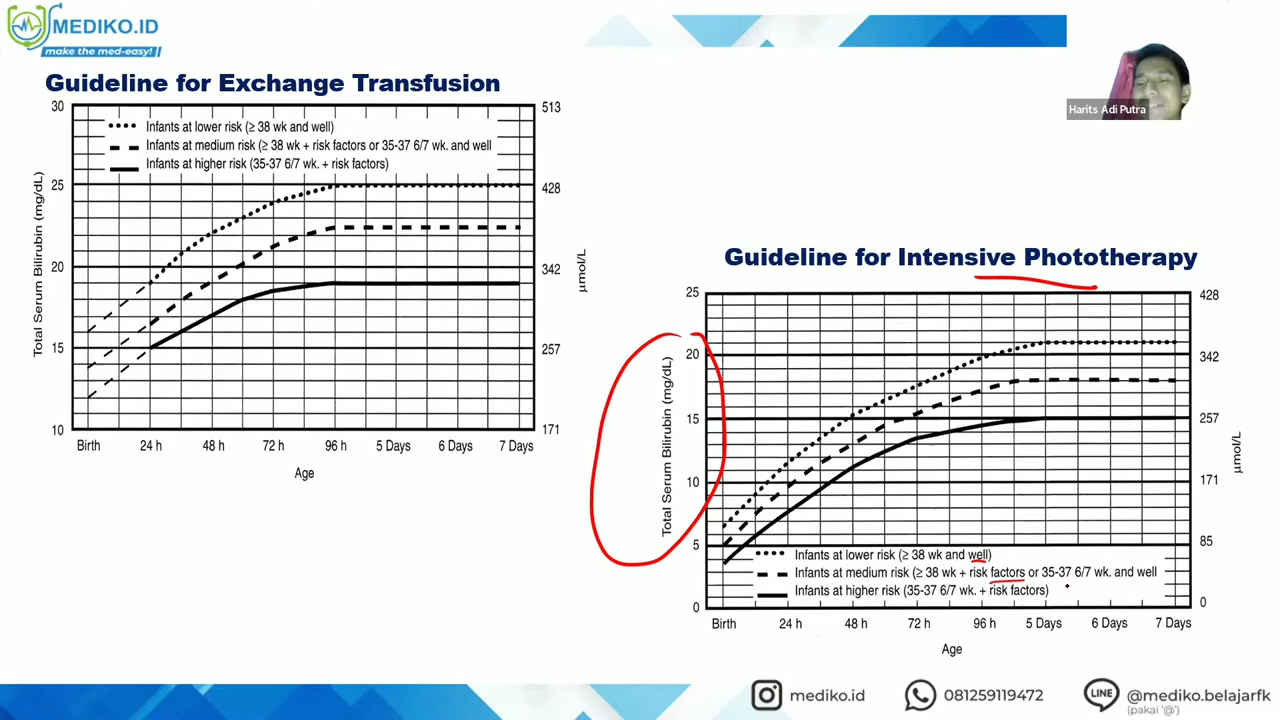 MEDIKO.ID
make the med-easy!
Harits Adi Putra
Guideline for Exchange Transfusion
30
25
20
15
10
513
428
342
257
171
Total Serum Bilirubin (mg/dL)
µmol/L
Infants at lower risk (≥ 38 wk and well)
Infants at medium risk (≥ 38 wk + risk factors or 35-37 6/7 wk. and well
Infants at higher risk (35-37 6/7 wk. + risk factors)
Birth 24 h 48 h 72 h 96 h 5 Days 6 Days 7 Days
Age
Guideline for Intensive Phototherapy
25
20
15
10
5
0
428
342
257
171
85
0
Total Serum Bilirubin (mg/dL)
µmol/L
Infants at lower risk (≥ 38 wk and well)
Infants at medium risk (≥ 38 wk + risk factors or 35-37 6/7 wk. and well
Infants at higher risk (35-37 6/7 wk. + risk factors)
Birth 24 h 48 h 72 h 96 h 5 Days 6 Days 7 Days
Age
mediko.id
081259119472
LINE
@mediko.belajarfk
(pakai '@')